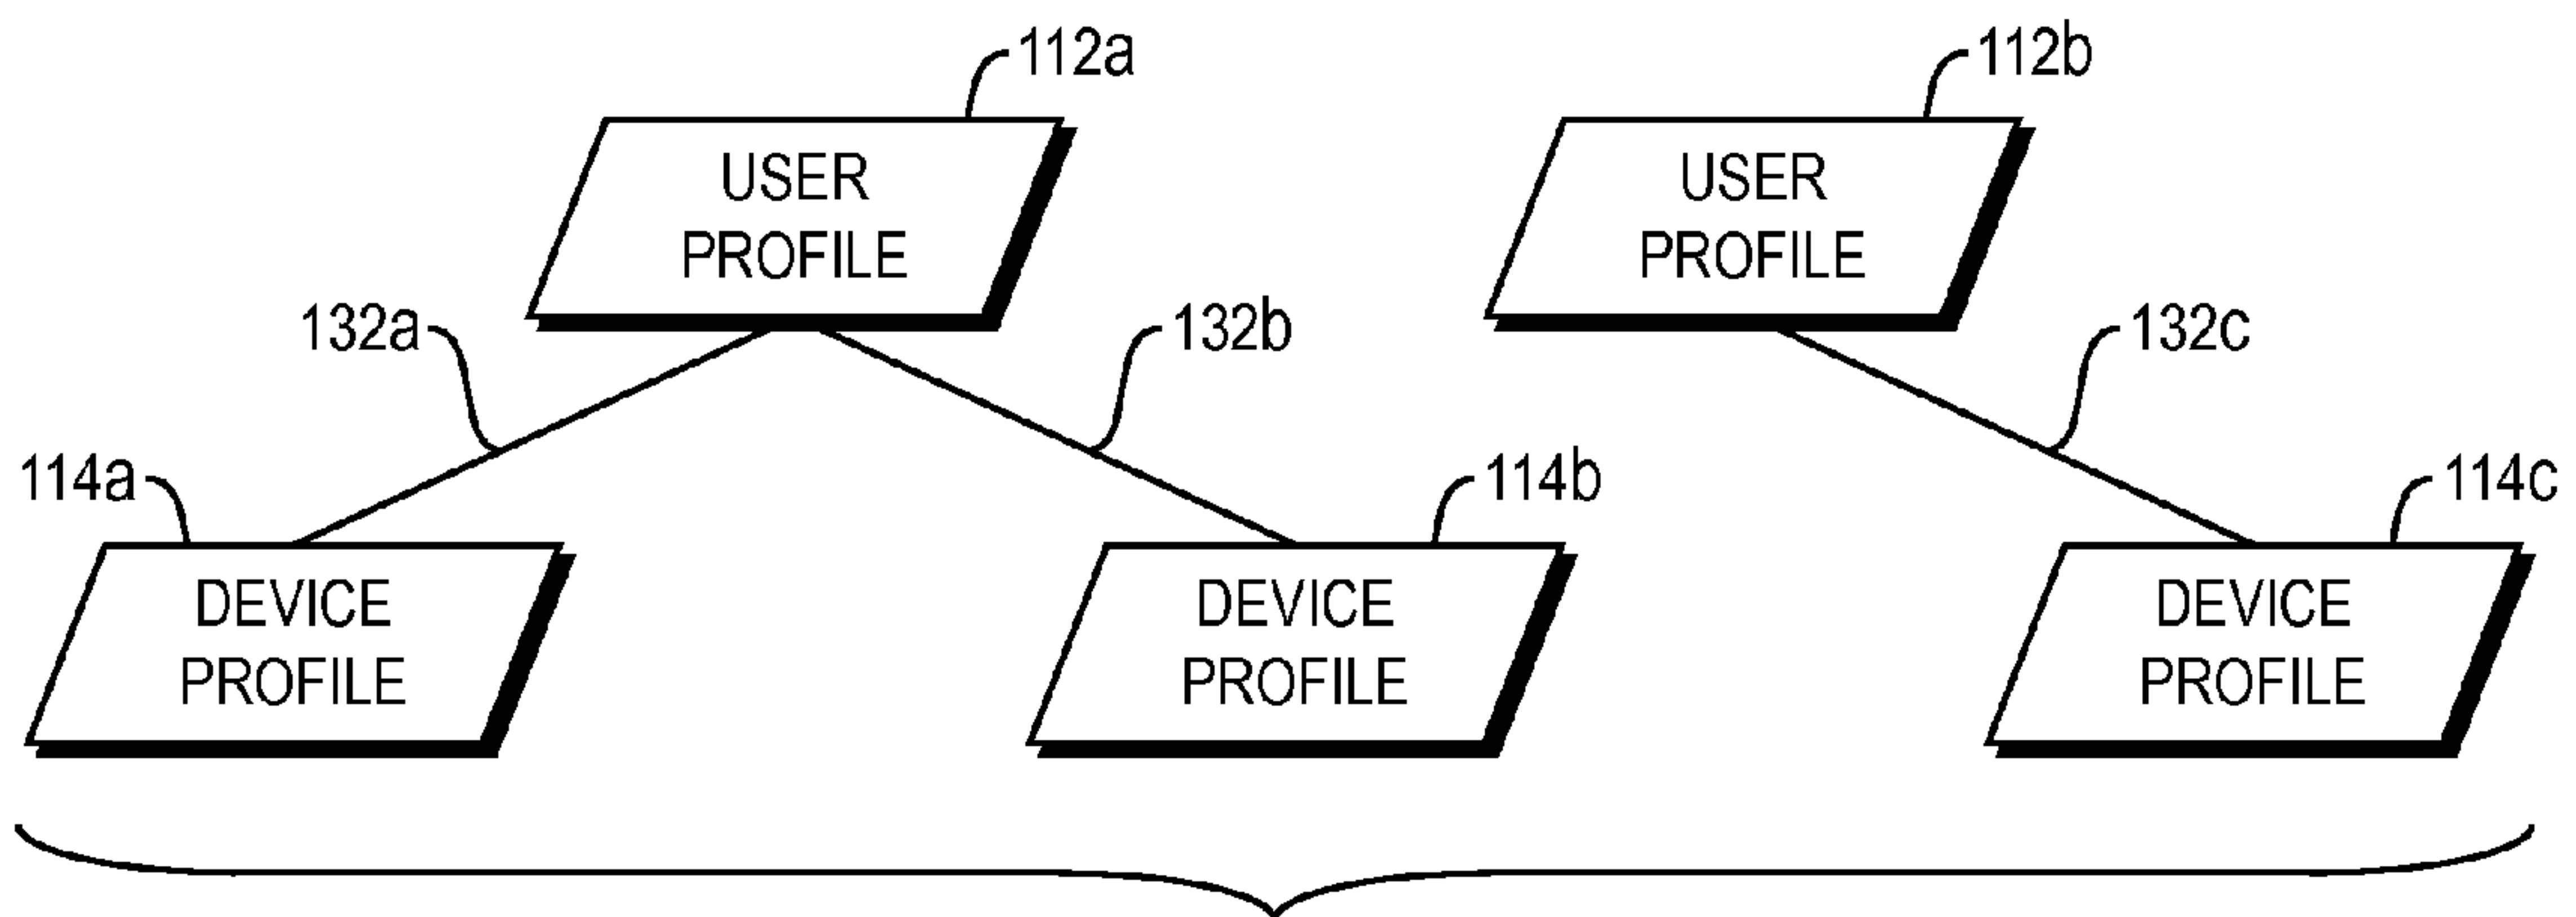 112a
112b
USER
PROFILE
USER
PROFILE
132a
132b
132c
114a
114b
114c
DEVICE
PROFILE
DEVICE
PROFILE
DEVICE
PROFILE